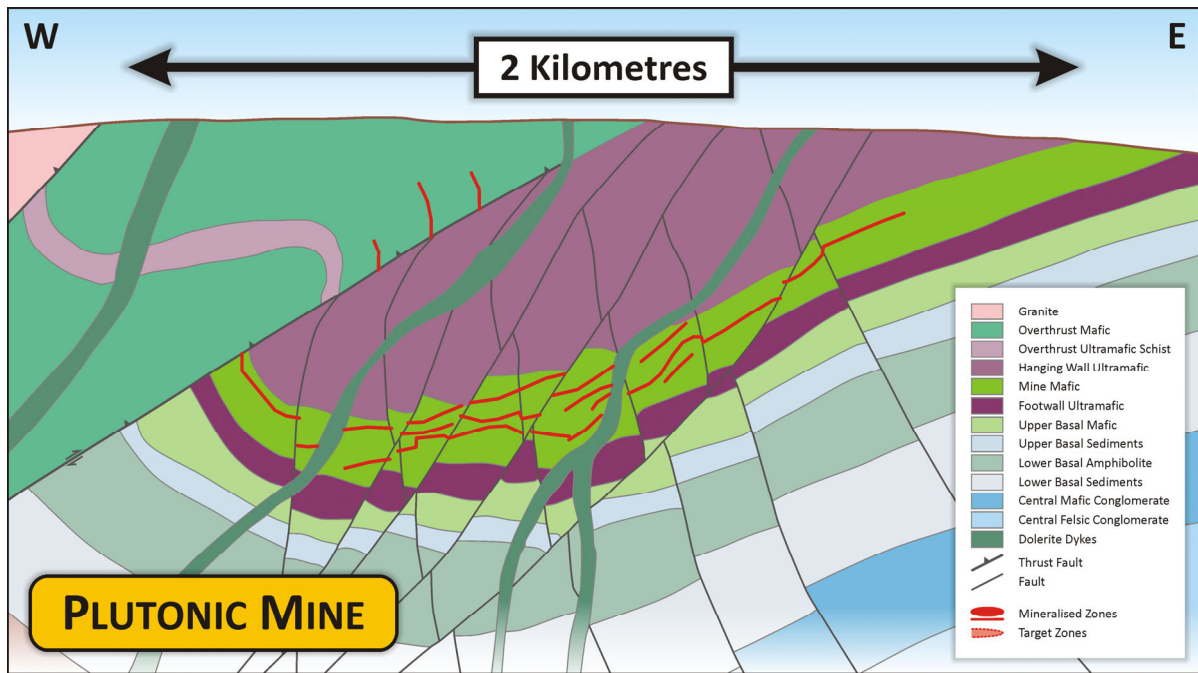 W
E
2 Kilometres
Granite
Overthrust Mafic
Overthrust Ultramafic Schist
Hanging Wall Ultramafic
Mine Mafic
Footwall Ultramafic
Upper Basal Mafic
Upper Basal Sediments
Lower Basal Amphibolite
Lower Basal Sediments
Central Mafic Conglomerate
Central Felsic Conglomerate
Dolerite Dykes
Thrust Fault
Fault
Mineralised Zones
Target Zones
PLUTONIC MINE